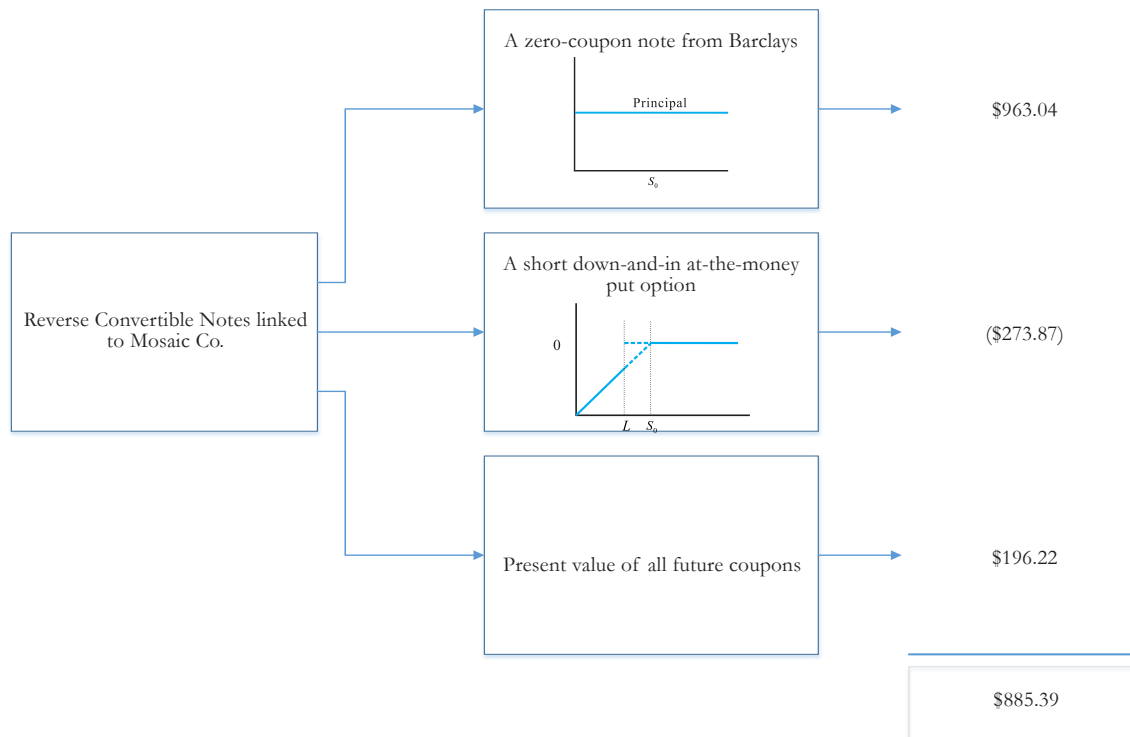 A zero-coupon note from Barclays
Principal
S₀
$963.04
Reverse Convertible Notes linked
to Mosaic Co.
A short down-and-in at-the-money
put option
0
L S₀
($273.87)
Present value of all future coupons
$196.22
$885.39